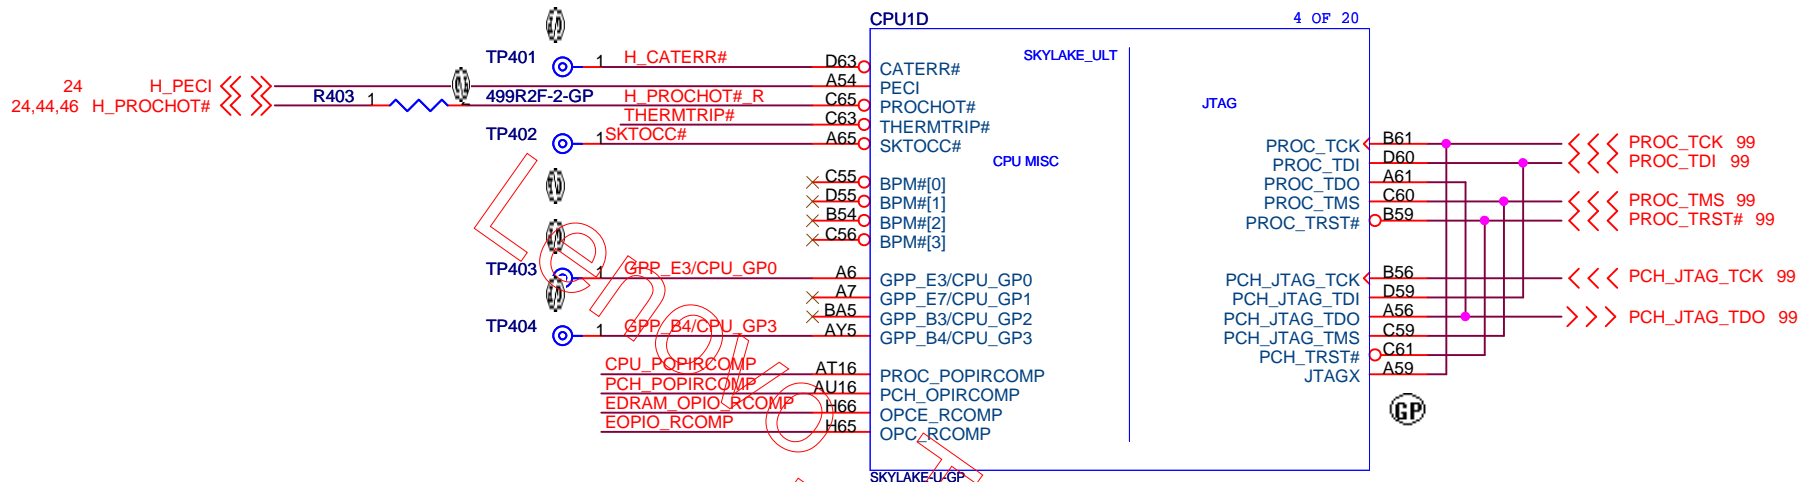 CPU1D 4 OF 20
TP401 1 H_CATERR# D63 CATERR# SKYLAKE_ULT
24 H_PECI A54 PECI
24,44,46 H_PROCHOT# R403 1 499R2F-2-GP H_PROCHOT#_R C65 PROCHOT# JTAG
THERMTRIP# C63 THERMTRIP#
TP402 1 SKTOCC# A65 SKTOCC# PROC_TCK B61 PROC_TCK 99
CPU MISC PROC_TDI D60 PROC_TDI 99
C55 BPM#[0] PROC_TDO A61
D55 BPM#[1] PROC_TMS C60 PROC_TMS 99
B54 BPM#[2] PROC_TRST# B59 PROC_TRST# 99
C56 BPM#[3]
TP403 1 GPP_E3/CPU_GP0 A6 GPP_E3/CPU_GP0 PCH_JTAG_TCK B56 PCH_JTAG_TCK 99
A7 GPP_E7/CPU_GP1 PCH_JTAG_TDI D59
BA5 GPP_B3/CPU_GP2 PCH_JTAG_TDO A56 PCH_JTAG_TDO 99
TP404 1 GPP_B4/CPU_GP3 AY5 GPP_B4/CPU_GP3 PCH_JTAG_TMS C59
PCH_TRST# C61
CPU_POPIRCOMP AT16 PROC_POPIRCOMP JTAGX A59
PCH_POPIRCOMP AU16 PCH_OPIRCOMP
EDRAM_OPIO_RCOMP H66 OPCE_RCOMP
EOPIO_RCOMP H65 OPC_RCOMP
GP
SKYLAKE-U-GP
Lenovo